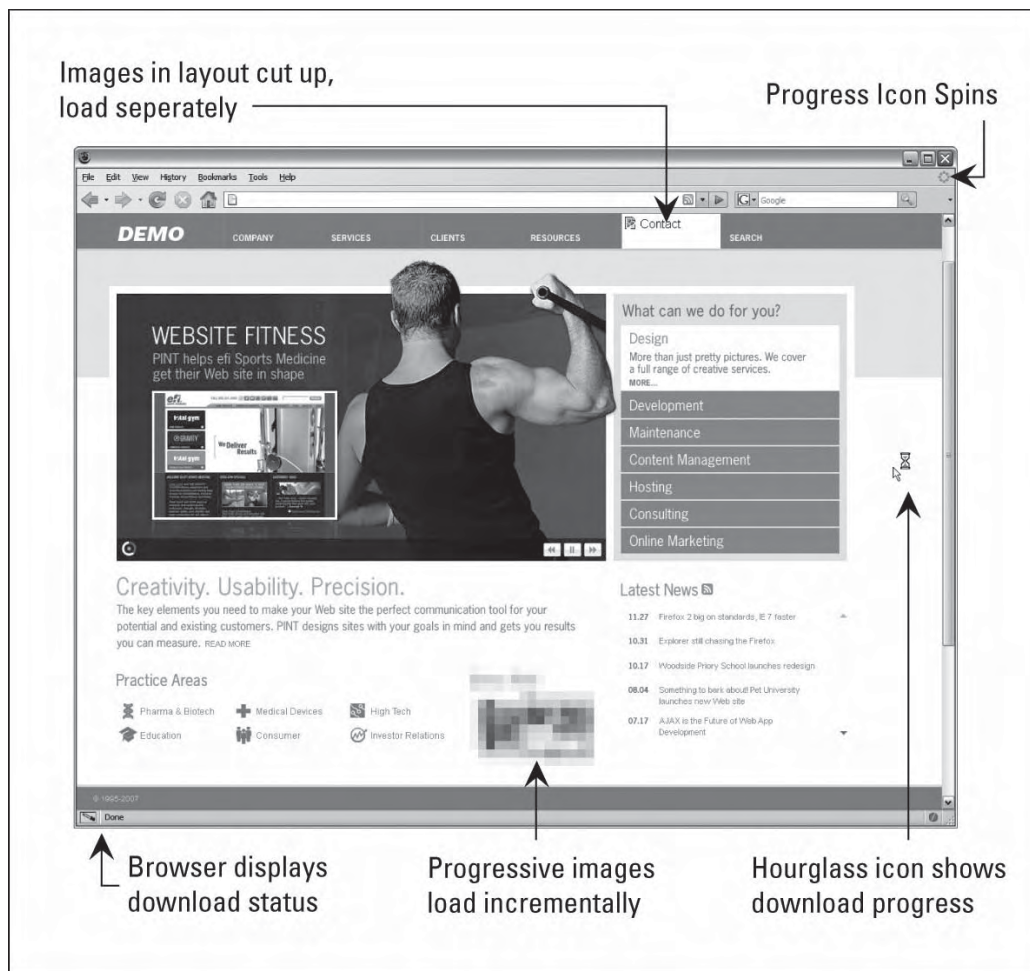 Images in layout cut up,
load seperately
Progress Icon Spins
File Edit View History Bookmarks Tools Help
G Google
DEMO COMPANY SERVICES CLIENTS RESOURCES Contact SEARCH
WEBSITE FITNESS
PINT helps efi Sports Medicine
get their Web site in shape
efi
total gym
GRAVITY
total gym
We Deliver
Results
What can we do for you?
Design
More than just pretty pictures. We cover
a full range of creative services.
MORE...
Development
Maintenance
Content Management
Hosting
Consulting
Online Marketing
Creativity. Usability. Precision.
The key elements you need to make your Web site the perfect communication tool for your
potential and existing customers. PINT designs sites with your goals in mind and gets you results
you can measure. READ MORE
Practice Areas
Pharma & Biotech Medical Devices High Tech
Education Consumer Investor Relations
Latest News
11.27 Firefox 2 big on standards, IE 7 faster
10.31 Explorer still chasing the Firefox
10.17 Woodside Priory School launches redesign
08.04 Something to bark about! Pet University
launches new Web site
07.17 AJAX is the Future of Web App
Development
© 1995-2007
Done
Browser displays
download status
Progressive images
load incrementally
Hourglass icon shows
download progress